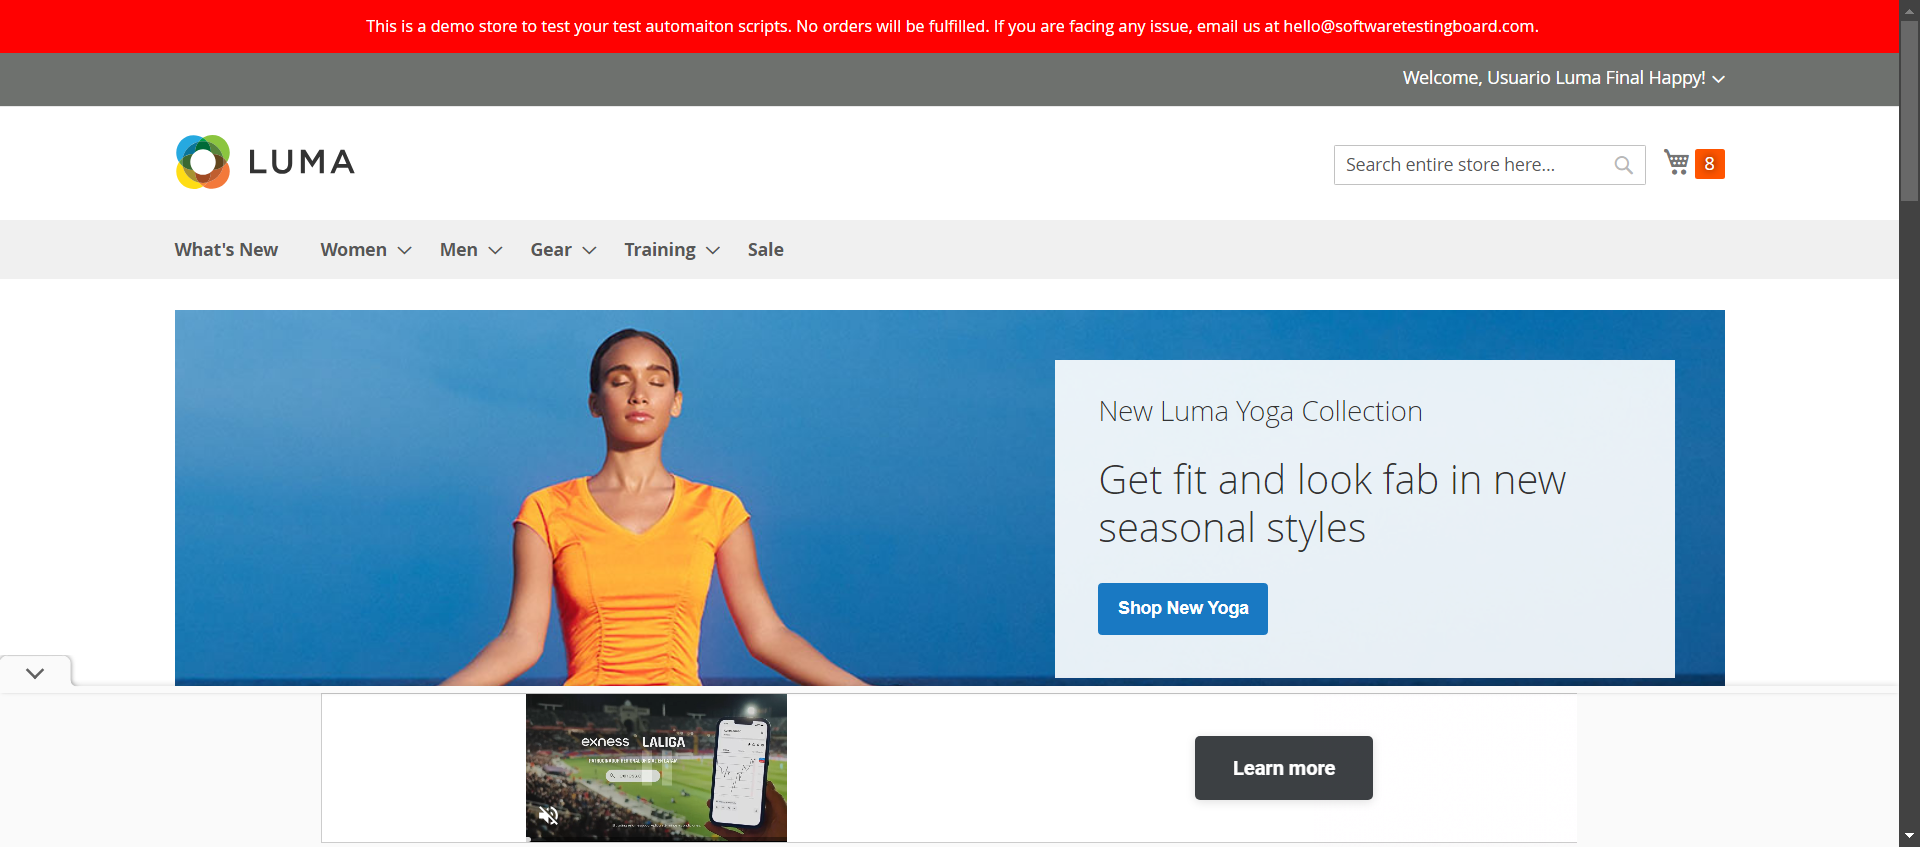 This is a demo store to test your test automaiton scripts. No orders will be fulfilled. If you are facing any issue, email us at hello@softwaretestingboard.com.
Welcome, Usuario Luma Final Happy!
LUMA
Search entire store here...
8
What's New Women Men Gear Training Sale
New Luma Yoga Collection
Get fit and look fab in new
seasonal styles
Shop New Yoga
exness LALIGA
Learn more